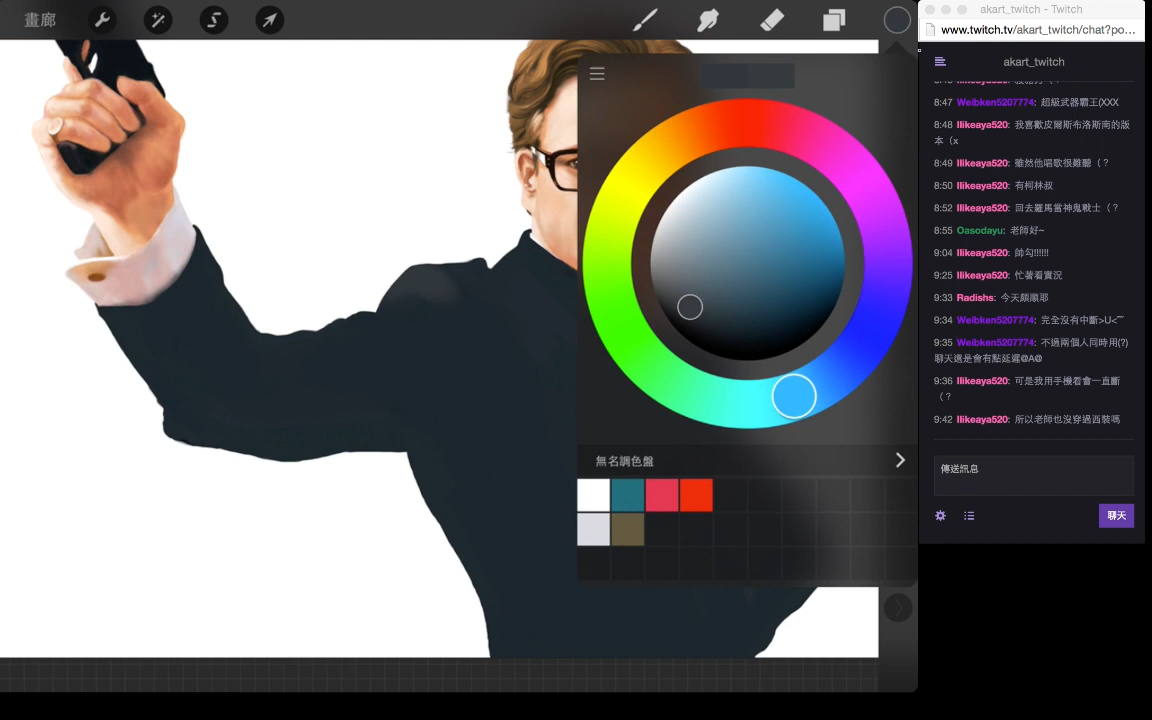 畫廊
無名調色盤
akart_twitch - Twitch
www.twitch.tv/akart_twitch/chat?po…
akart_twitch
8:47 Weibken5207774: 超級武器霸王(XXX
8:48 Ilikeaya520: 我喜歡皮爾斯布洛斯南的版
本（x
8:49 Ilikeaya520: 雖然他唱歌很難聽（？
8:50 Ilikeaya520: 有柯林叔
8:52 Ilikeaya520: 回去羅馬當神鬼戰士（？
8:55 Oasodayu: 老師好~
9:04 Ilikeaya520: 帥勾!!!!!!
9:25 Ilikeaya520: 忙著看實況
9:33 Radishs: 今天頗順耶
9:34 Weibken5207774: 完全沒有中斷>U<~
9:35 Weibken5207774: 不過兩個人同時用(?)
聊天還是會有點延遲@A@
9:36 Ilikeaya520: 可是我用手機看會一直斷
（？
9:42 Ilikeaya520: 所以老師也沒穿過西裝嗎
傳送訊息
聊天